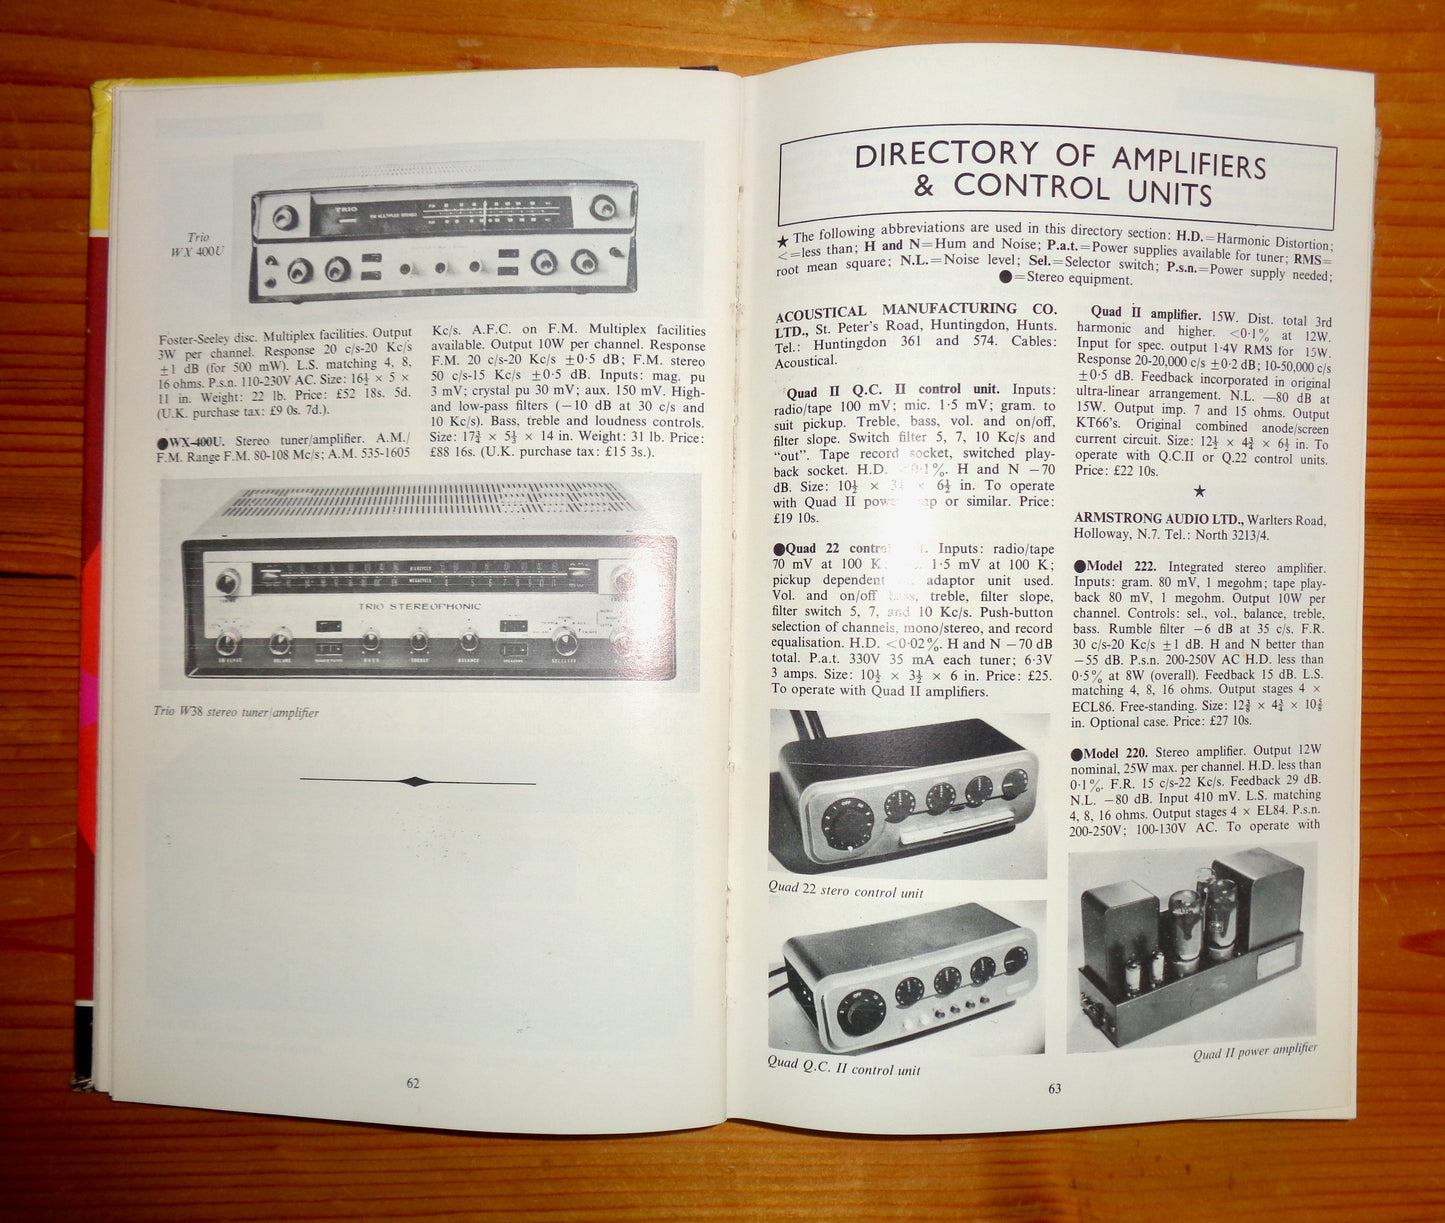 TRIO
FM MULTIPLEX STEREO
Trio
WX 400U
Foster-Seeley disc. Multiplex facilities. Output
3W per channel. Response 20 c/s-20 Kc/s
±1 dB (for 500 mW). L.S. matching 4, 8,
16 ohms. P.s.n. 110-230V AC. Size: 16½ × 5 ×
11 in. Weight: 22 lb. Price: £52 18s. 5d.
(U.K. purchase tax: £9 0s. 7d.).
●WX-400U. Stereo tuner/amplifier. A.M./
F.M. Range F.M. 80-108 Mc/s; A.M. 535-1605
Kc/s. A.F.C. on F.M. Multiplex facilities
available. Output 10W per channel. Response
F.M. 20 c/s-20 Kc/s ±0·5 dB; F.M. stereo
50 c/s-15 Kc/s ±0·5 dB. Inputs: mag. pu
3 mV; crystal pu 30 mV; aux. 150 mV. High-
and low-pass filters (−10 dB at 30 c/s and
10 Kc/s). Bass, treble and loudness controls.
Size: 17¾ × 5½ × 14 in. Weight: 31 lb. Price:
£88 16s. (U.K. purchase tax: £15 3s.).
KILOCYCLE
MEGACYCLE
TRIO STEREOPHONIC
VOLUME
BASS
TREBLE
BALANCE
SELECTOR
Trio W38 stereo tuner/amplifier
62
DIRECTORY OF AMPLIFIERS
& CONTROL UNITS
★ The following abbreviations are used in this directory section: H.D.=Harmonic Distortion;
<=less than; H and N=Hum and Noise; P.a.t.=Power supplies available for tuner; RMS=
root mean square; N.L.=Noise level; Sel.=Selector switch; P.s.n.=Power supply needed;
●=Stereo equipment.
ACOUSTICAL MANUFACTURING CO.
LTD., St. Peter's Road, Huntingdon, Hunts.
Tel.: Huntingdon 361 and 574. Cables:
Acoustical.
Quad II Q.C. II control unit. Inputs:
radio/tape 100 mV; mic. 1·5 mV; gram. to
suit pickup. Treble, bass, vol. and on/off,
filter slope. Switch filter 5, 7, 10 Kc/s and
“out”. Tape record socket, switched play-
back socket. H.D. <0·1%. H and N −70
dB. Size: 10½ × × 6½ in. To operate
with Quad II or similar. Price:
£19 10s.
●Quad 22 Inputs: radio/tape
70 mV at 100 1·5 mV at 100 K;
pickup dependent adaptor unit used.
Vol. and on/off bass, treble, filter slope,
filter switch 5, 7, and 10 Kc/s. Push-button
selection of channels, mono/stereo, and record
equalisation. H.D. <0·02%. H and N −70 dB
total. P.a.t. 330V 35 mA each tuner; 6·3V
3 amps. Size: 10½ × 3½ × 6 in. Price: £25.
To operate with Quad II amplifiers.
Quad 22 stero control unit
Quad Q.C. II control unit
Quad II amplifier. 15W. Dist. total 3rd
harmonic and higher. <0·1% at 12W.
Input for spec. output 1·4V RMS for 15W.
Response 20-20,000 c/s ±0·2 dB; 10-50,000 c/s
±0·5 dB. Feedback incorporated in original
ultra-linear arrangement. N.L. −80 dB at
15W. Output imp. 7 and 15 ohms. Output
KT66's. Original combined anode/screen
current circuit. Size: 12½ × 4¾ × 6½ in. To
operate with Q.C.II or Q.22 control units.
Price: £22 10s.
★
ARMSTRONG AUDIO LTD., Warlters Road,
Holloway, N.7. Tel.: North 3213/4.
●Model 222. Integrated stereo amplifier.
Inputs: gram. 80 mV, 1 megohm; tape play-
back 80 mV, 1 megohm. Output 10W per
channel. Controls: sel., vol., balance, treble,
bass. Rumble filter −6 dB at 35 c/s. F.R.
30 c/s-20 Kc/s ±1 dB. H and N better than
−55 dB. P.s.n. 200-250V AC H.D. less than
0·5% at 8W (overall). Feedback 15 dB. L.S.
matching 4, 8, 16 ohms. Output stages 4 ×
ECL86. Free-standing. Size: 12⅜ × 4¾ × 10⅝
in. Optional case. Price: £27 10s.
●Model 220. Stereo amplifier. Output 12W
nominal, 25W max. per channel. H.D. less than
0·1%. F.R. 15 c/s-22 Kc/s. Feedback 29 dB.
N.L. −80 dB. Input 410 mV. L.S. matching
4, 8, 16 ohms. Output stages 4 × EL84. P.s.n.
200-250V; 100-130V AC. To operate with
Quad II power amplifier
63